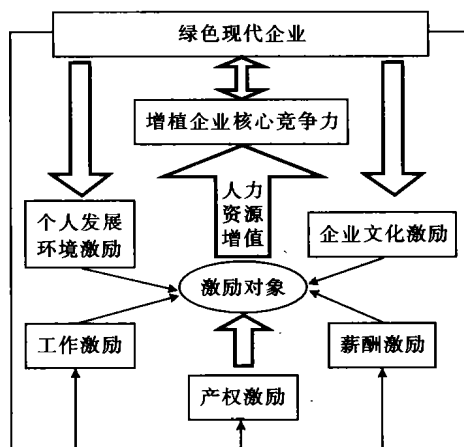 绿色现代企业
增植企业核心竞争力
人力
资源
增值
个人发展
环境激励
企业文化激励
激励对象
工作激励
薪酬激励
产权激励